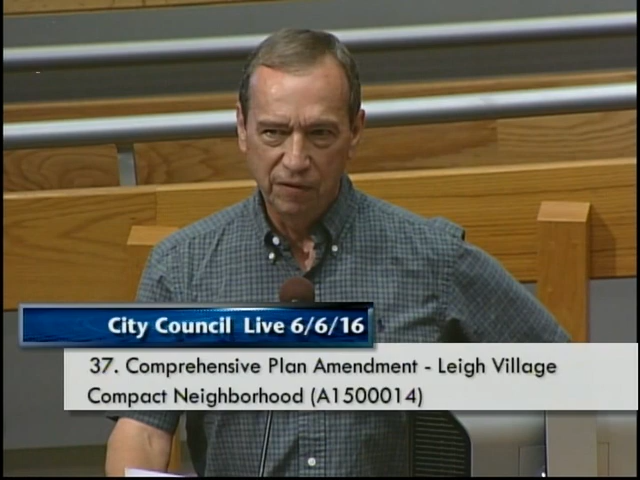 City Council Live 6/6/16
37. Comprehensive Plan Amendment - Leigh Village
Compact Neighborhood (A1500014)